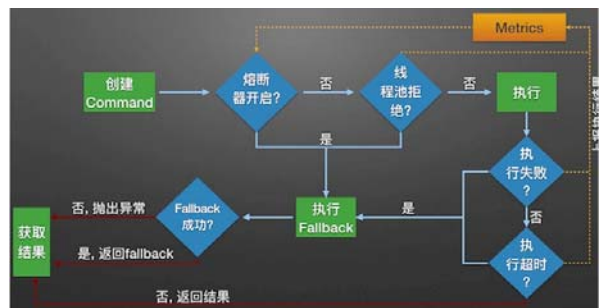 Metrics
创建
Command
熔断
器开启?
否
线
程池拒
绝?
否
执行
是
执
行失败
?
否
执
行超时
?
是
执行
Fallback
Fallback
成功?
否, 抛出异常
是, 返回fallback
获取
结果
否, 返回结果